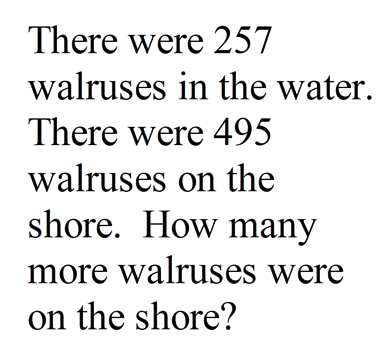 There were 257
walruses in the water.
There were 495
walruses on the
shore.  How many
more walruses were
on the shore?